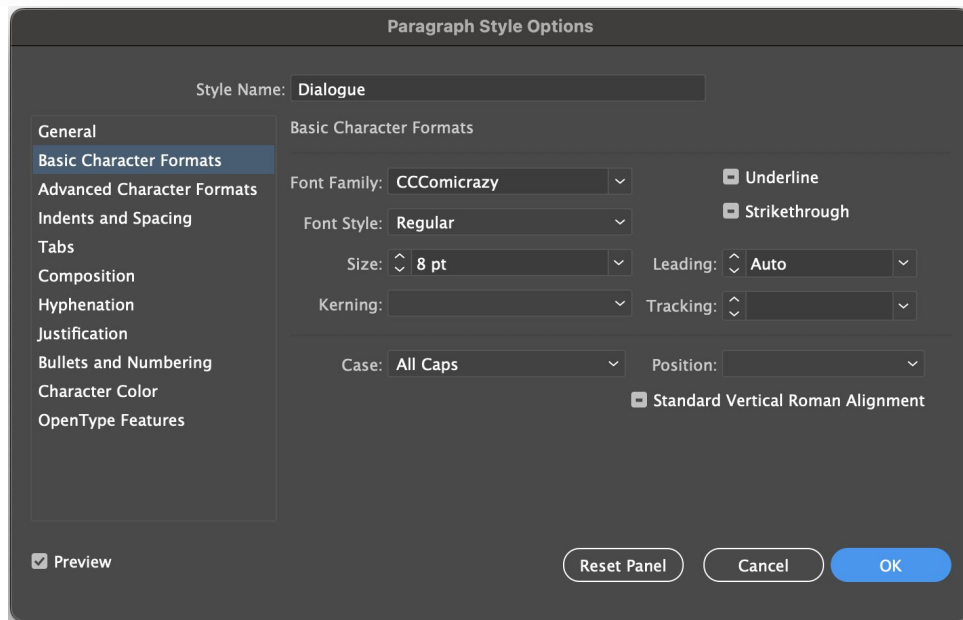 Paragraph Style Options
Style Name: Dialogue
General
Basic Character Formats
Advanced Character Formats
Indents and Spacing
Tabs
Composition
Hyphenation
Justification
Bullets and Numbering
Character Color
OpenType Features
Basic Character Formats
Font Family: CCComicrazy
Underline
Font Style: Regular
Strikethrough
Size: 8 pt Leading: Auto
Kerning: Tracking:
Case: All Caps Position:
Standard Vertical Roman Alignment
Preview
Reset Panel Cancel OK